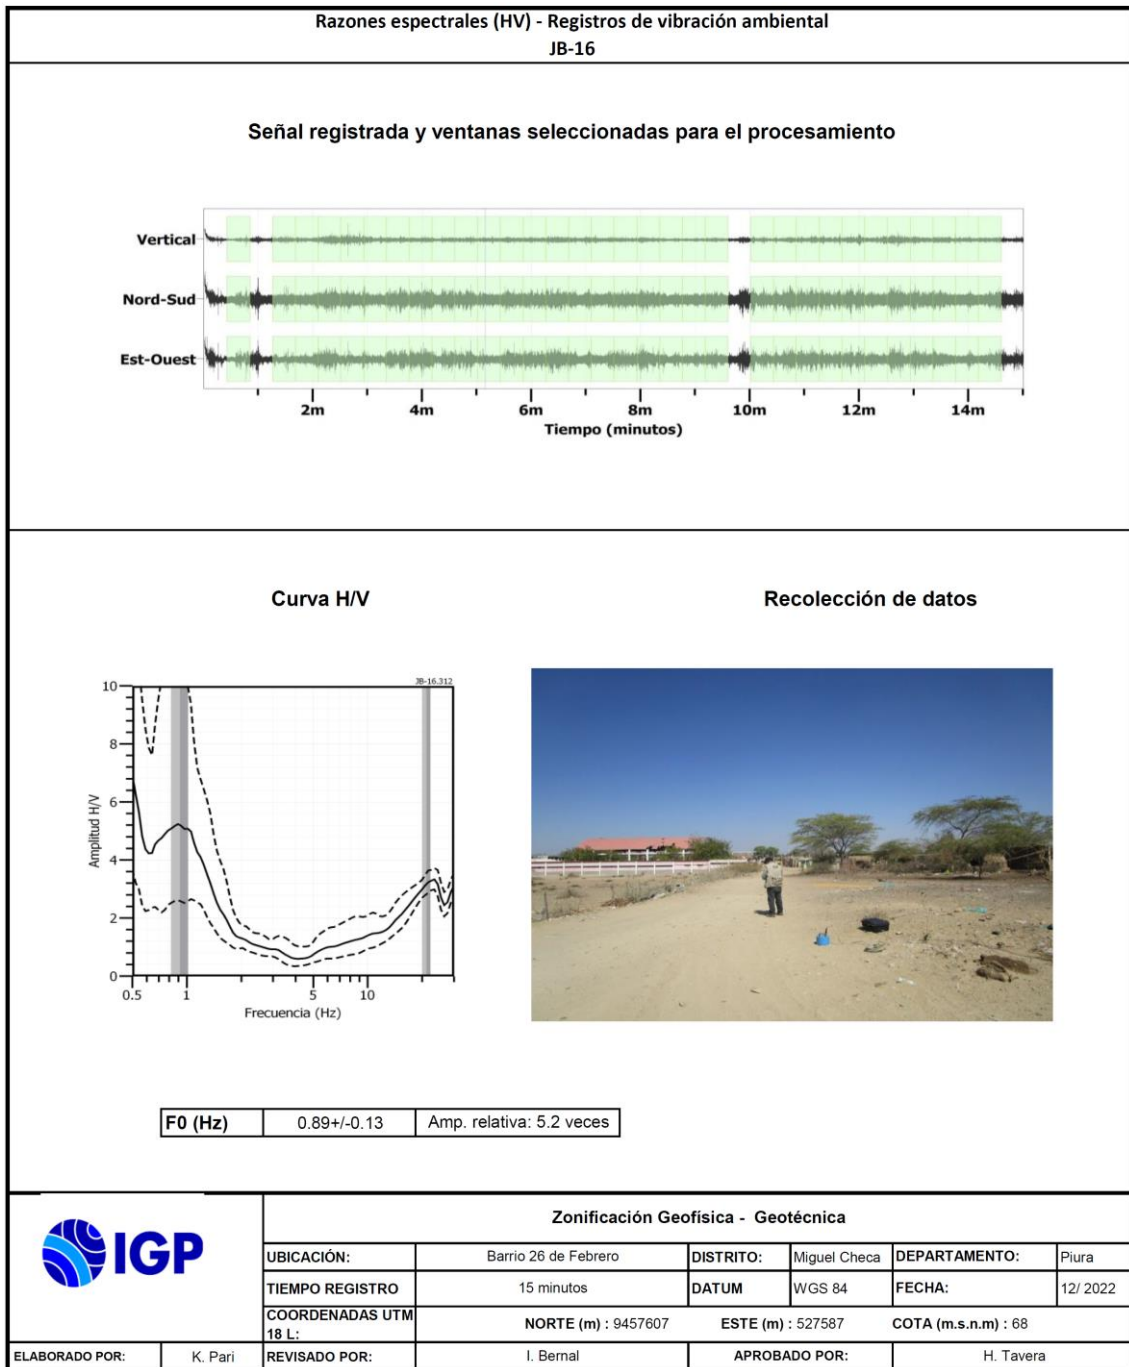 Razones espectrales (HV) - Registros de vibración ambiental
JB-16
Señal registrada y ventanas seleccionadas para el procesamiento
Vertical
Nord-Sud
Est-Ouest
2m 4m 6m 8m 10m 12m 14m
Tiempo (minutos)
Curva H/V
Recolección de datos
JB-16.312
10
8
6
4
2
0
Amplitud H/V
0.5 1 5 10
Frecuencia (Hz)
F0 (Hz) 0.89+/-0.13 Amp. relativa: 5.2 veces
IGP
Zonificación Geofísica - Geotécnica
UBICACIÓN: Barrio 26 de Febrero DISTRITO: Miguel Checa DEPARTAMENTO: Piura
TIEMPO REGISTRO 15 minutos DATUM WGS 84 FECHA: 12/ 2022
COORDENADAS UTM 18 L: NORTE (m) : 9457607 ESTE (m) : 527587 COTA (m.s.n.m) : 68
ELABORADO POR: K. Pari REVISADO POR: I. Bernal APROBADO POR: H. Tavera